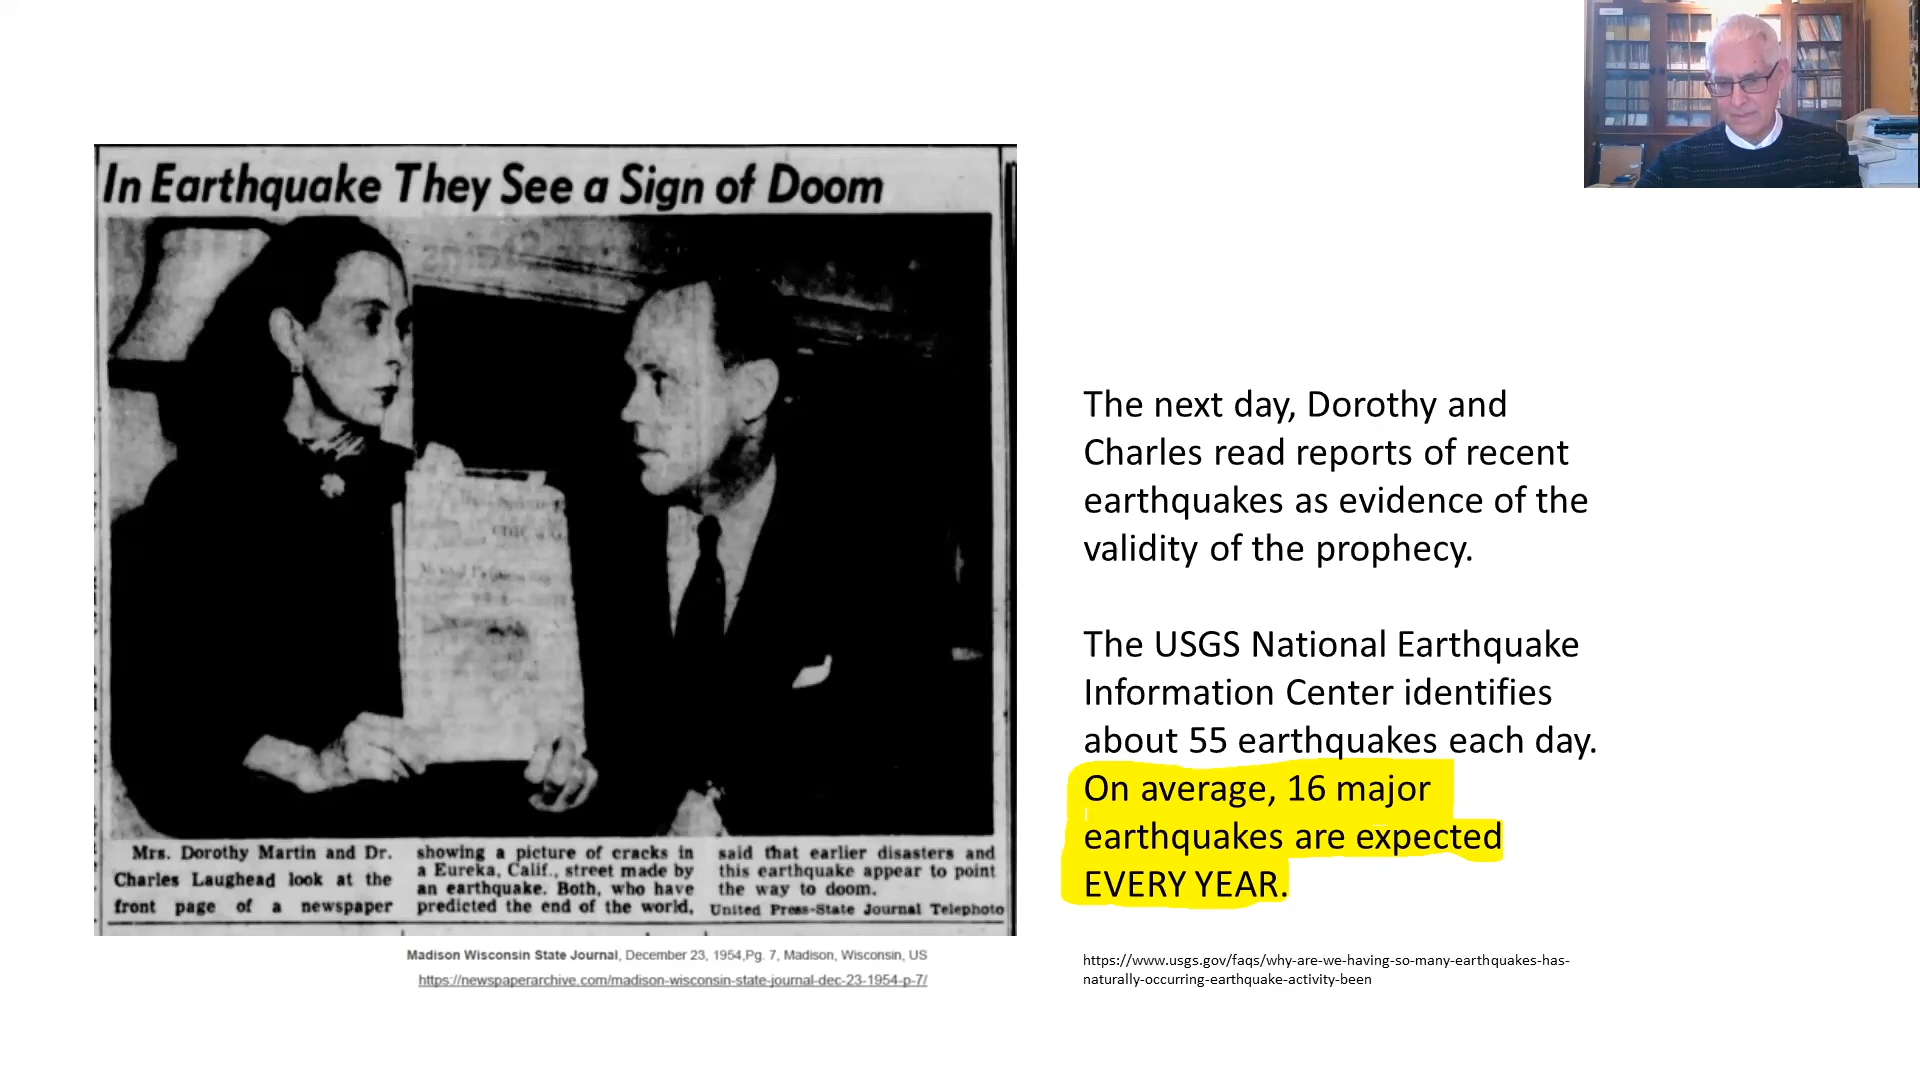 In Earthquake They See a Sign of Doom
Mrs. Dorothy Martin and Dr.
Charles Laughead look at the
front page of a newspaper
showing a picture of cracks in
a Eureka, Calif., street made by
an earthquake. Both, who have
predicted the end of the world,
said that earlier disasters and
this earthquake appear to point
the way to doom.
United Press-State Journal Telephoto
Madison Wisconsin State Journal, December 23, 1954,Pg. 7, Madison, Wisconsin, US
https://newspaperarchive.com/madison-wisconsin-state-journal-dec-23-1954-p-7/
The next day, Dorothy and
Charles read reports of recent
earthquakes as evidence of the
validity of the prophecy.
The USGS National Earthquake
Information Center identifies
about 55 earthquakes each day.
On average, 16 major
earthquakes are expected
EVERY YEAR.
https://www.usgs.gov/faqs/why-are-we-having-so-many-earthquakes-has-
naturally-occurring-earthquake-activity-been